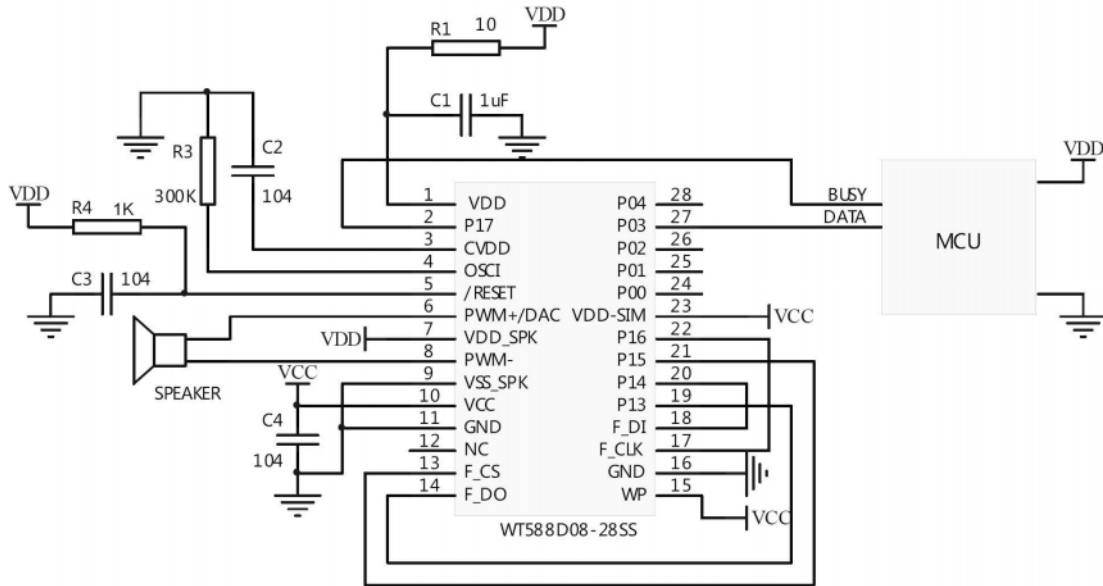 VDD
R1 10
C1 1uF
C2
R3
300K 104
VDD
VDD
R4 1K
1 VDD P04 28
BUSY
2 P17 P03 27
DATA
MCU
3 CVDD P02 26
4 OSCI P01 25
C3 104
5 /RESET P00 24
6 PWM+/DAC VDD-SIM 23
VCC
VDD
7 VDD_SPK P16 22
8 PWM- P15 21
SPEAKER
9 VSS_SPK P14 20
VCC
10 VCC P13 19
C4
11 GND F_DI 18
12 NC F_CLK 17
104
13 F_CS GND 16
14 F_DO WP 15
VCC
WT588D08-28SS